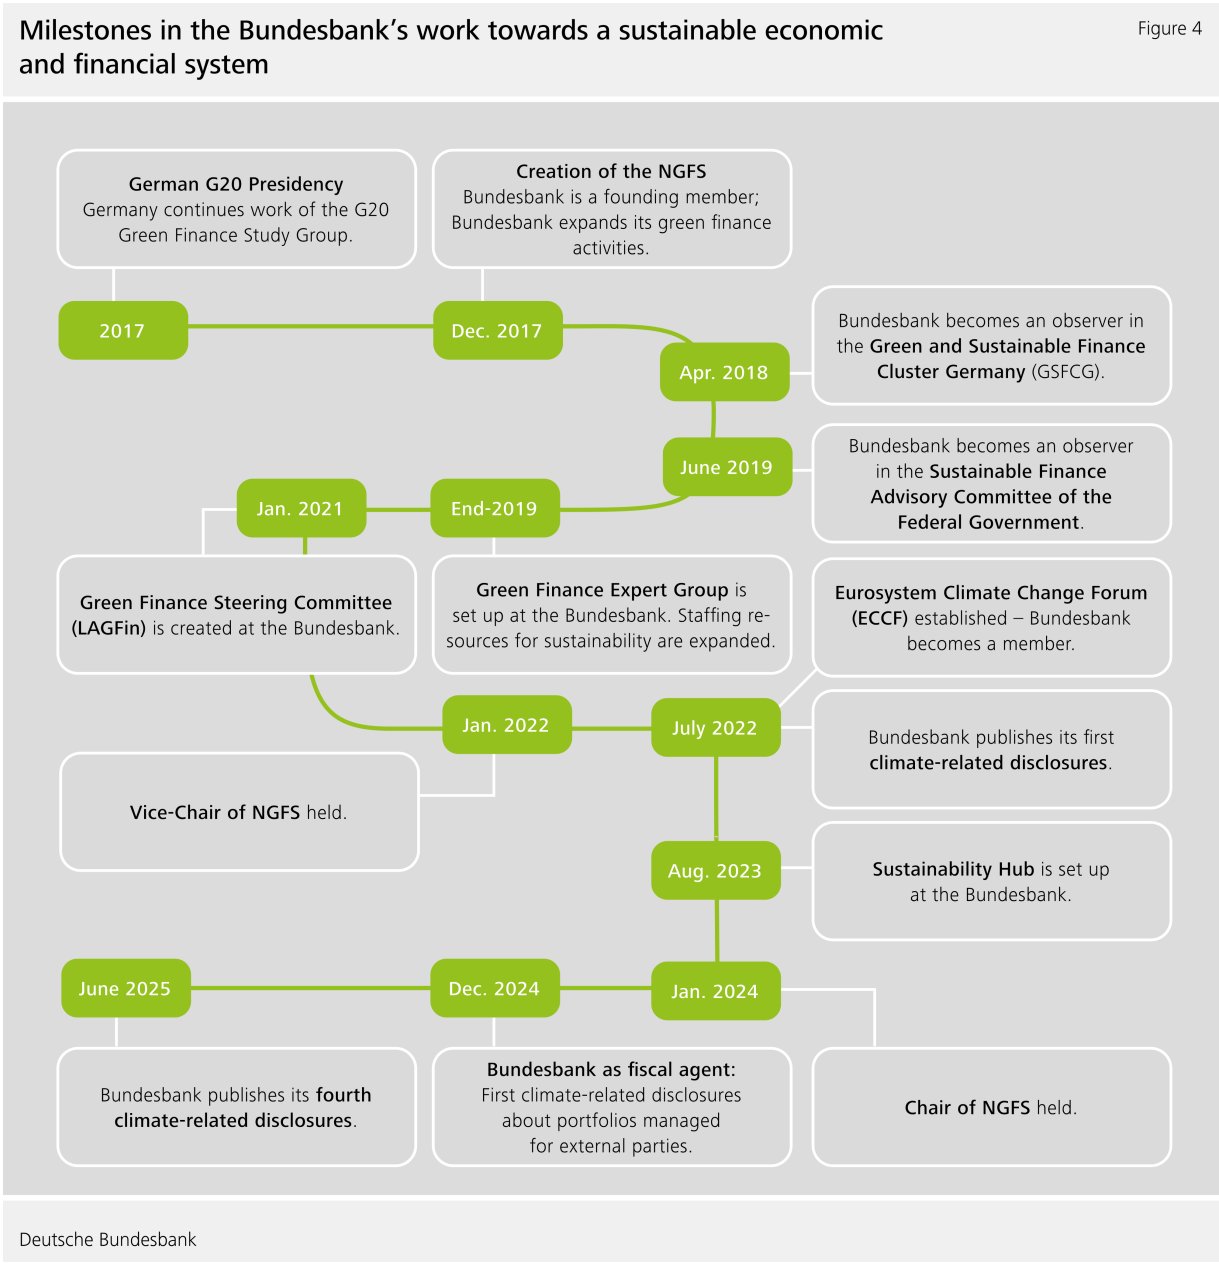 Milestones in the Bundesbank’s work towards a sustainable economic
and financial system
Figure 4
German G20 Presidency
Germany continues work of the G20
Green Finance Study Group.
Creation of the NGFS
Bundesbank is a founding member;
Bundesbank expands its green finance
activities.
2017
Dec. 2017
Apr. 2018
Bundesbank becomes an observer in
the Green and Sustainable Finance
Cluster Germany (GSFCG).
June 2019
Bundesbank becomes an observer
in the Sustainable Finance
Advisory Committee of the
Federal Government.
End-2019
Green Finance Expert Group is
set up at the Bundesbank. Staffing re-
sources for sustainability are expanded.
Jan. 2021
Green Finance Steering Committee
(LAGFin) is created at the Bundesbank.
Jan. 2022
Vice-Chair of NGFS held.
July 2022
Eurosystem Climate Change Forum
(ECCF) established – Bundesbank
becomes a member.
Bundesbank publishes its first
climate-related disclosures.
Aug. 2023
Sustainability Hub is set up
at the Bundesbank.
Jan. 2024
Chair of NGFS held.
Dec. 2024
Bundesbank as fiscal agent:
First climate-related disclosures
about portfolios managed
for external parties.
June 2025
Bundesbank publishes its fourth
climate-related disclosures.
Deutsche Bundesbank